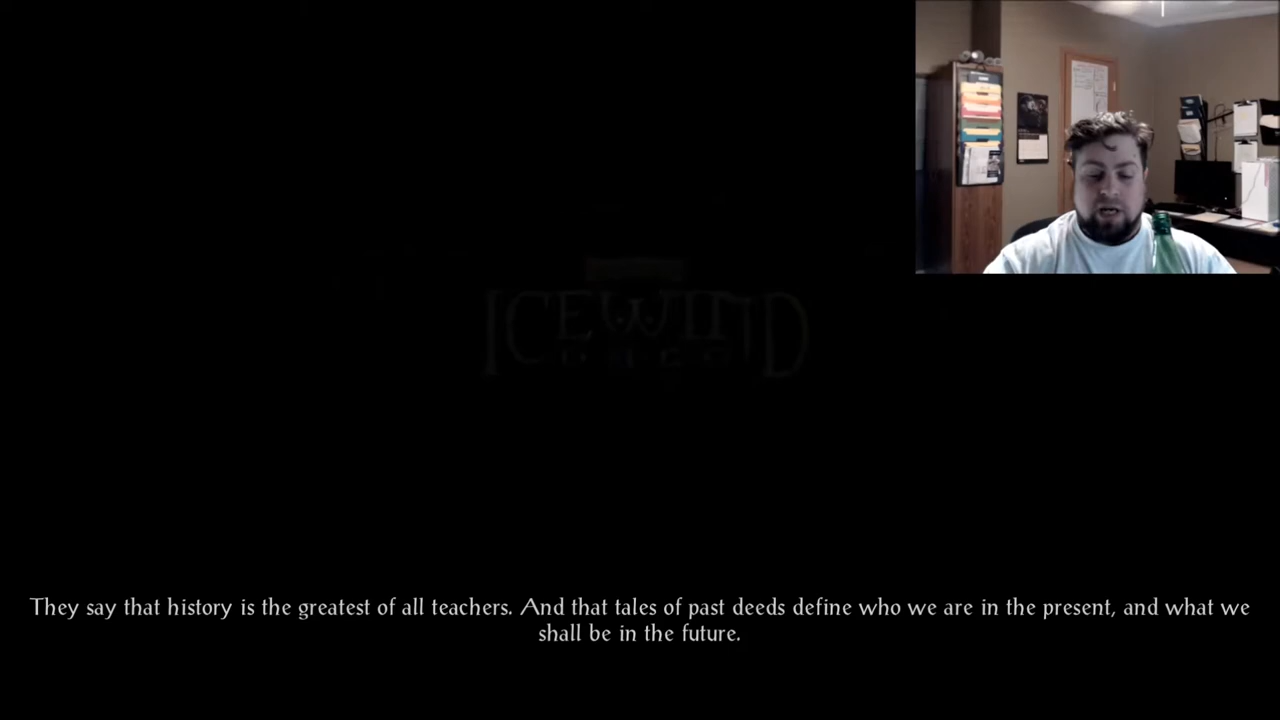 ICEWIND
DALE
They say that history is the greatest of all teachers. And that tales of past deeds define who we are in the present, and what we
shall be in the future.